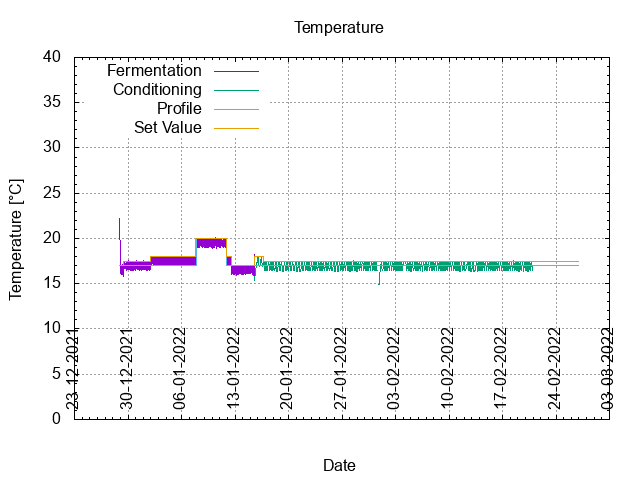 Temperature
40
35
30
25
20
15
10
5
0
Temperature [°C]
Fermentation
Conditioning
Profile
Set Value
23-12-2021
30-12-2021
06-01-2022
13-01-2022
20-01-2022
27-01-2022
03-02-2022
10-02-2022
17-02-2022
24-02-2022
03-03-2022
Date